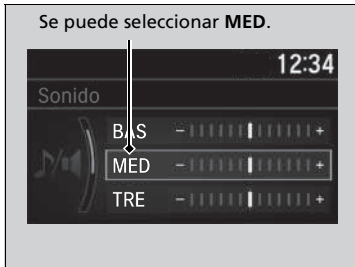 Se puede seleccionar MED.
12:34
Sonido
BAS - +
MED - +
TRE - +